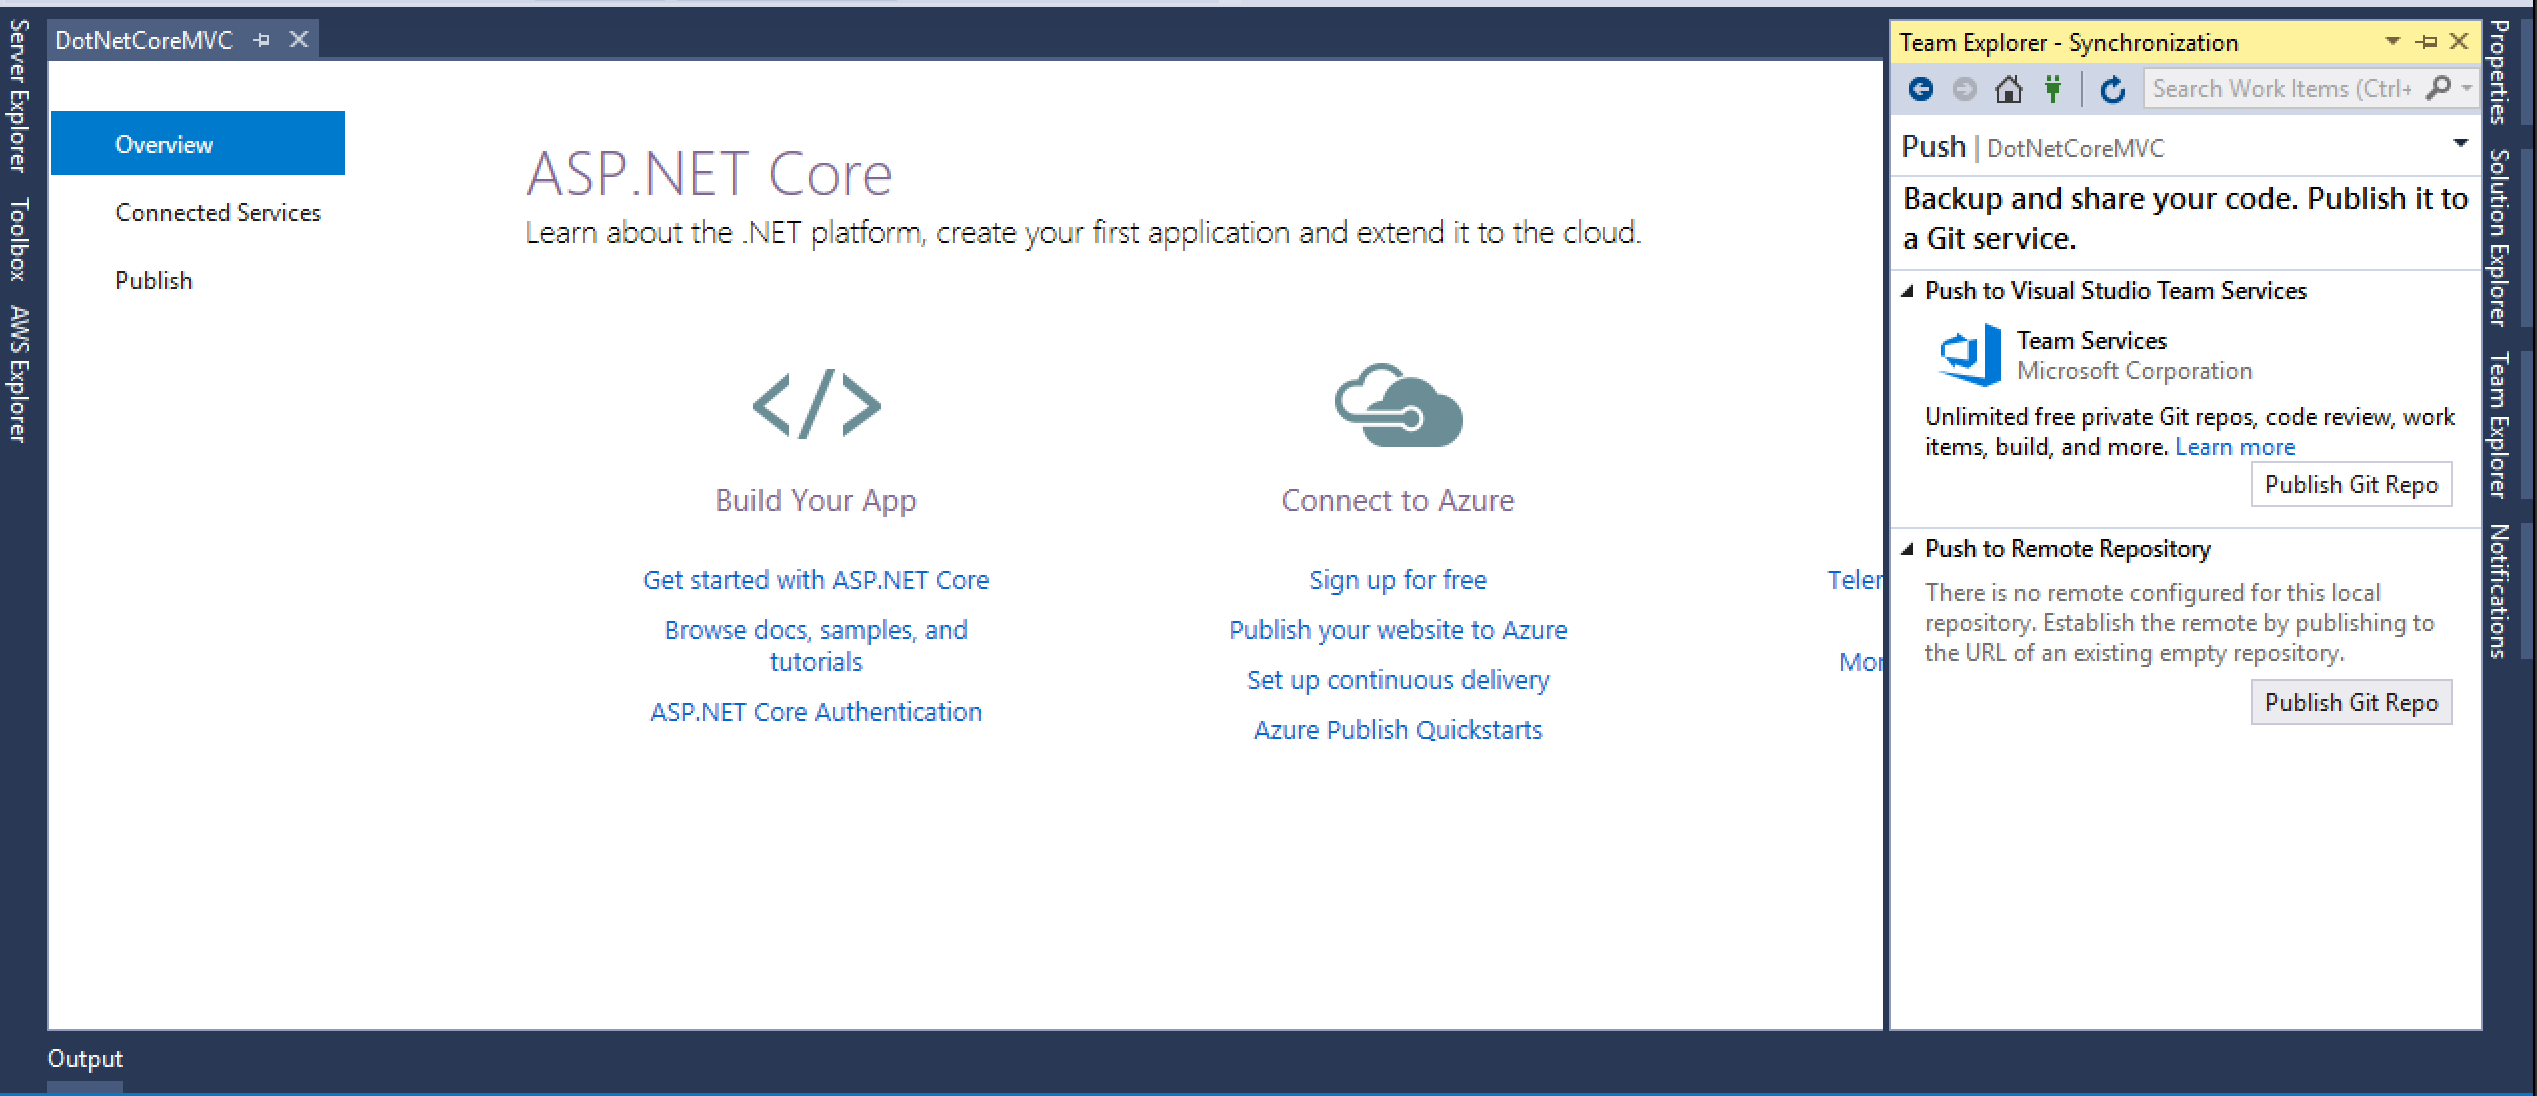 Server Explorer
Toolbox
AWS Explorer
DotNetCoreMVC
Overview
Connected Services
Publish
ASP.NET Core
Learn about the .NET platform, create your first application and extend it to the cloud.
Build Your App
Get started with ASP.NET Core
Browse docs, samples, and
tutorials
ASP.NET Core Authentication
Connect to Azure
Sign up for free
Publish your website to Azure
Set up continuous delivery
Azure Publish Quickstarts
Team Explorer - Synchronization
Search Work Items (Ctrl+
Push | DotNetCoreMVC
Backup and share your code. Publish it to
a Git service.
Push to Visual Studio Team Services
Team Services
Microsoft Corporation
Unlimited free private Git repos, code review, work
items, build, and more. Learn more
Publish Git Repo
Push to Remote Repository
There is no remote configured for this local
repository. Establish the remote by publishing to
the URL of an existing empty repository.
Publish Git Repo
Properties
Solution Explorer
Team Explorer
Notifications
Output